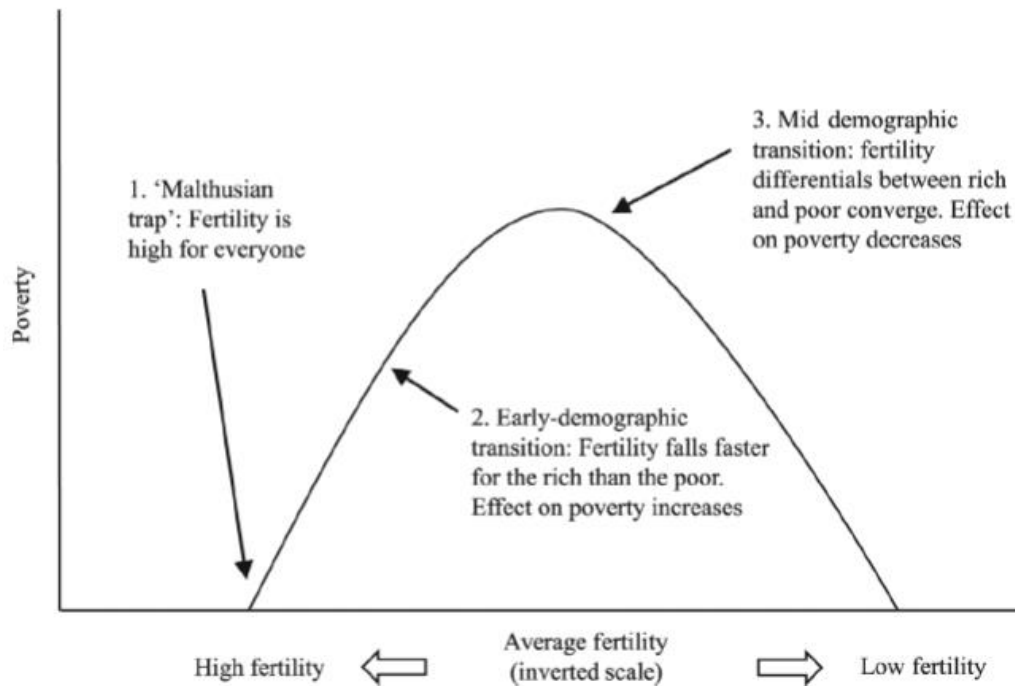 3. Mid demographic
transition: fertility
differentials between rich
and poor converge. Effect
on poverty decreases
1. ‘Malthusian
trap’: Fertility is
high for everyone
Poverty
2. Early-demographic
transition: Fertility falls faster
for the rich than the poor.
Effect on poverty increases
High fertility
Average fertility
(inverted scale)
Low fertility